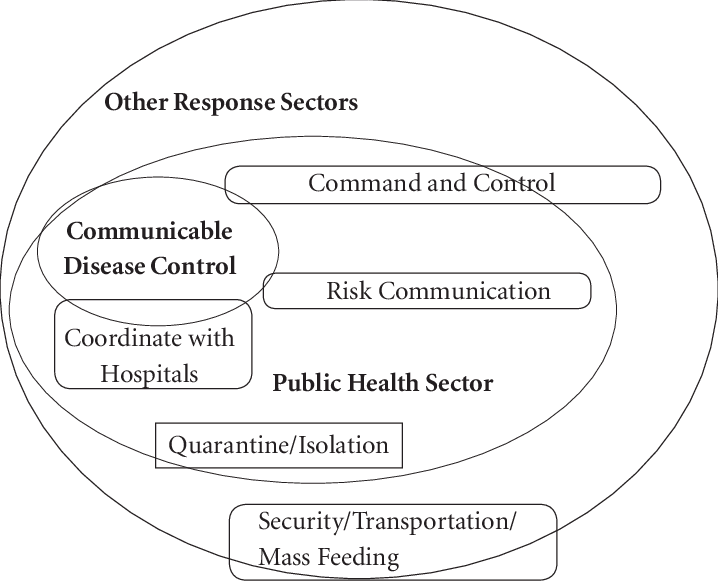 Other Response Sectors
Command and Control
Communicable
Disease Control
Risk Communication
Coordinate with
Hospitals
Public Health Sector
Quarantine/Isolation
Security/Transportation/
Mass Feeding